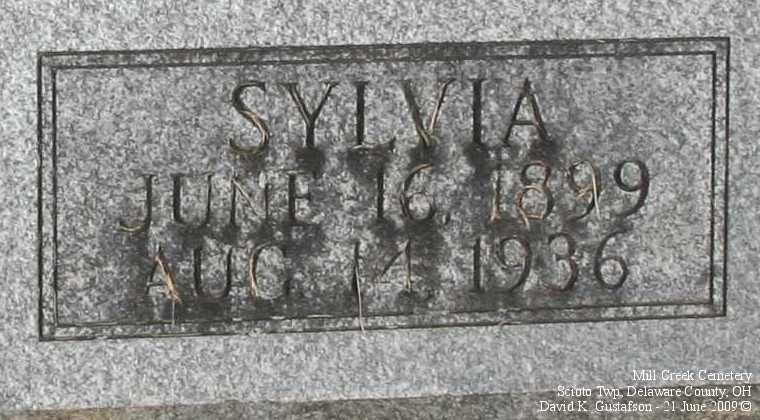 SYLVIA
JUNE 16, 1899
AUG. 14, 1936
Mill Creek Cemetery
Scioto Twp, Delaware County, OH
David K. Gustafson - 21 June 2009©